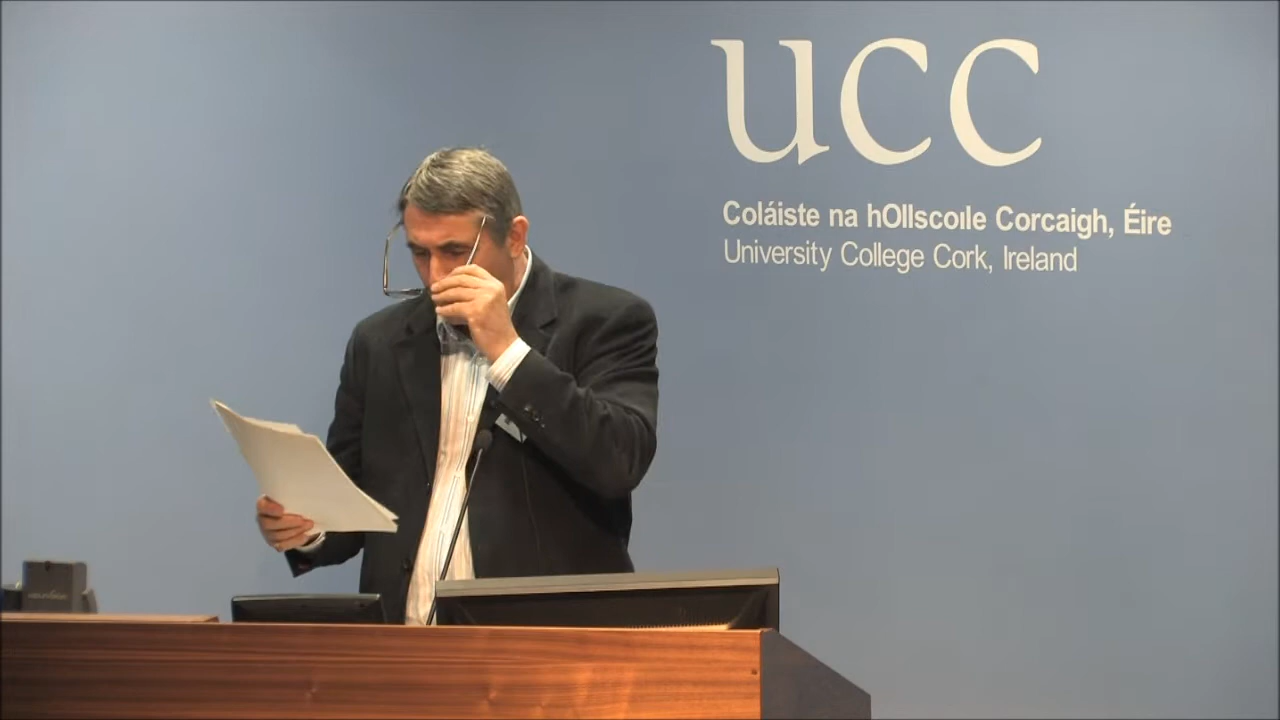 ucc
Coláiste na hOllscoile Corcaigh, Éire
University College Cork, Ireland